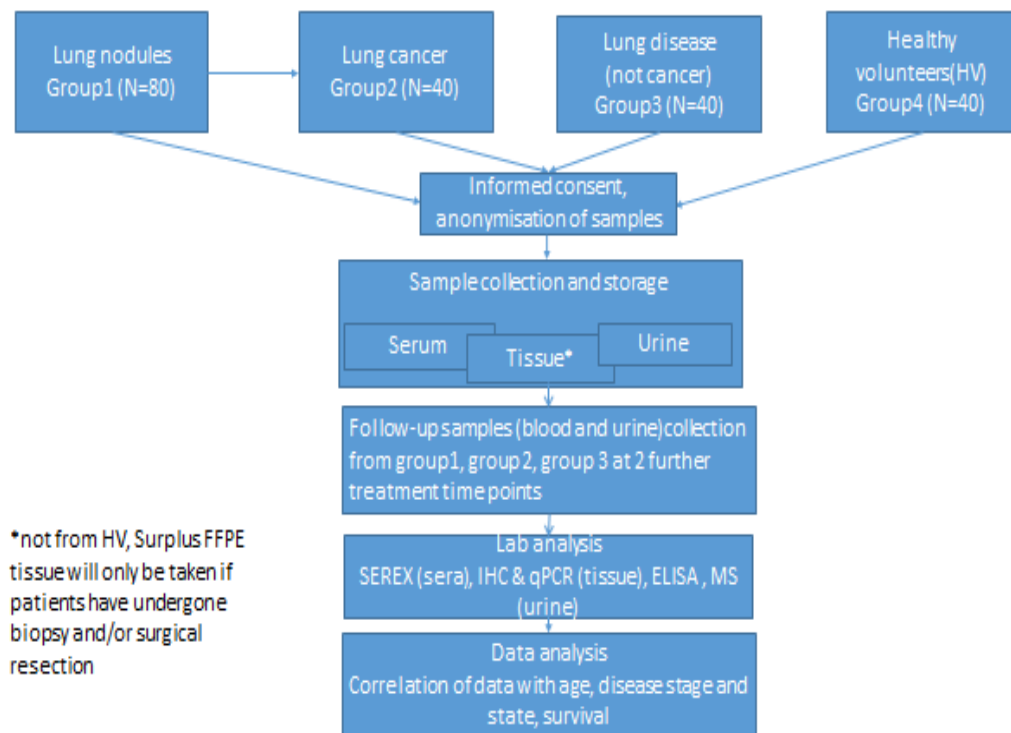 Lung nodules
Group1 (N=80)
Lung cancer
Group2 (N=40)
Lung disease
(not cancer)
Group3 (N=40)
Healthy
volunteers(HV)
Group4 (N=40)
Informed consent,
anonymisation of samples
Sample collection and storage
Serum
Tissue*
Urine
Follow-up samples (blood and urine)collection
from group1, group2, group 3 at 2 further
treatment time points
*not from HV, Surplus FFPE
tissue will only be taken if
patients have undergone
biopsy and/or surgical
resection
Lab analysis
SEREX (sera), IHC & qPCR (tissue), ELISA , MS
(urine)
Data analysis
Correlation of data with age, disease stage and
state, survival